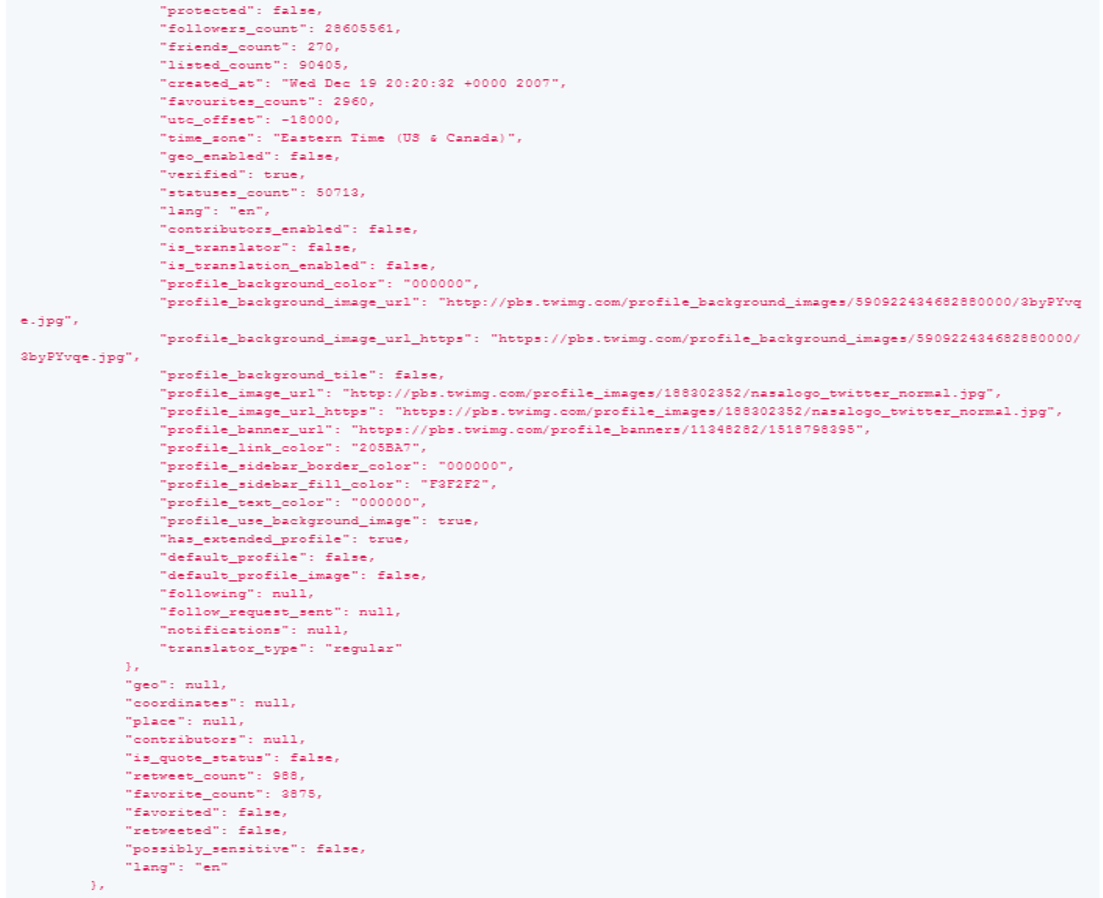 "protected": false,
"followers_count": 28605561,
"friends_count": 270,
"listed_count": 90405,
"created_at": "Wed Dec 19 20:20:32 +0000 2007",
"favourites_count": 2960,
"utc_offset": -18000,
"time_zone": "Eastern Time (US & Canada)",
"geo_enabled": false,
"verified": true,
"statuses_count": 50713,
"lang": "en",
"contributors_enabled": false,
"is_translator": false,
"is_translation_enabled": false,
"profile_background_color": "000000",
"profile_background_image_url": "http://pbs.twimg.com/profile_background_images/590922434682880000/3byPYvq
e.jpg",
"profile_background_image_url_https": "https://pbs.twimg.com/profile_background_images/590922434682880000/
3byPYvqe.jpg",
"profile_background_tile": false,
"profile_image_url": "http://pbs.twimg.com/profile_images/188302352/nasalogo_twitter_normal.jpg",
"profile_image_url_https": "https://pbs.twimg.com/profile_images/188302352/nasalogo_twitter_normal.jpg",
"profile_banner_url": "https://pbs.twimg.com/profile_banners/11348282/1518798395",
"profile_link_color": "205BA7",
"profile_sidebar_border_color": "000000",
"profile_sidebar_fill_color": "F3F2F2",
"profile_text_color": "000000",
"profile_use_background_image": true,
"has_extended_profile": true,
"default_profile": false,
"default_profile_image": false,
"following": null,
"follow_request_sent": null,
"notifications": null,
"translator_type": "regular"
},
"geo": null,
"coordinates": null,
"place": null,
"contributors": null,
"is_quote_status": false,
"retweet_count": 988,
"favorite_count": 3875,
"favorited": false,
"retweeted": false,
"possibly_sensitive": false,
"lang": "en"
},